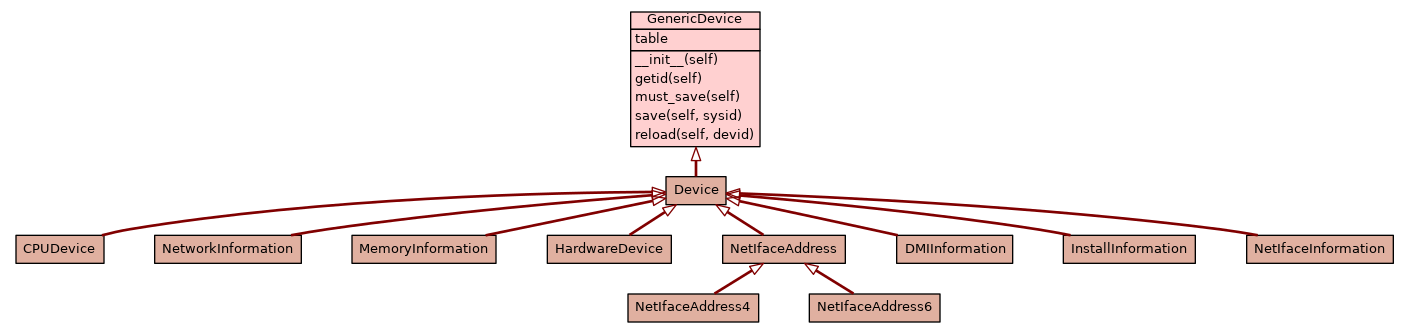 GenericDevice
table
__init__(self)
getid(self)
must_save(self)
save(self, sysid)
reload(self, devid)
Device
CPUDevice
NetworkInformation
MemoryInformation
HardwareDevice
NetIfaceAddress
DMIInformation
InstallInformation
NetIfaceInformation
NetIfaceAddress4
NetIfaceAddress6